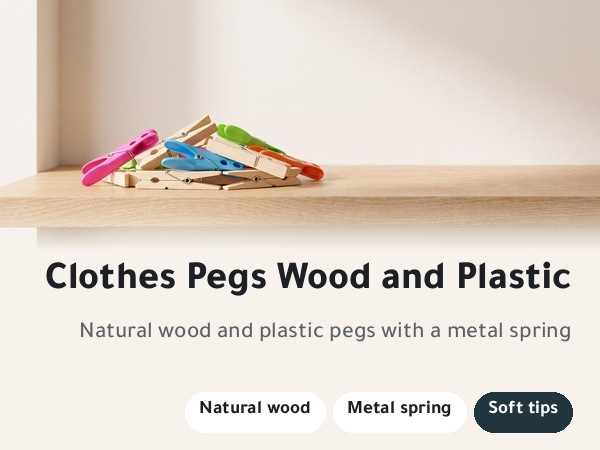 Clothes Pegs Wood and Plastic
Natural wood and plastic pegs with a metal spring
Natural wood
Metal spring
Soft tips